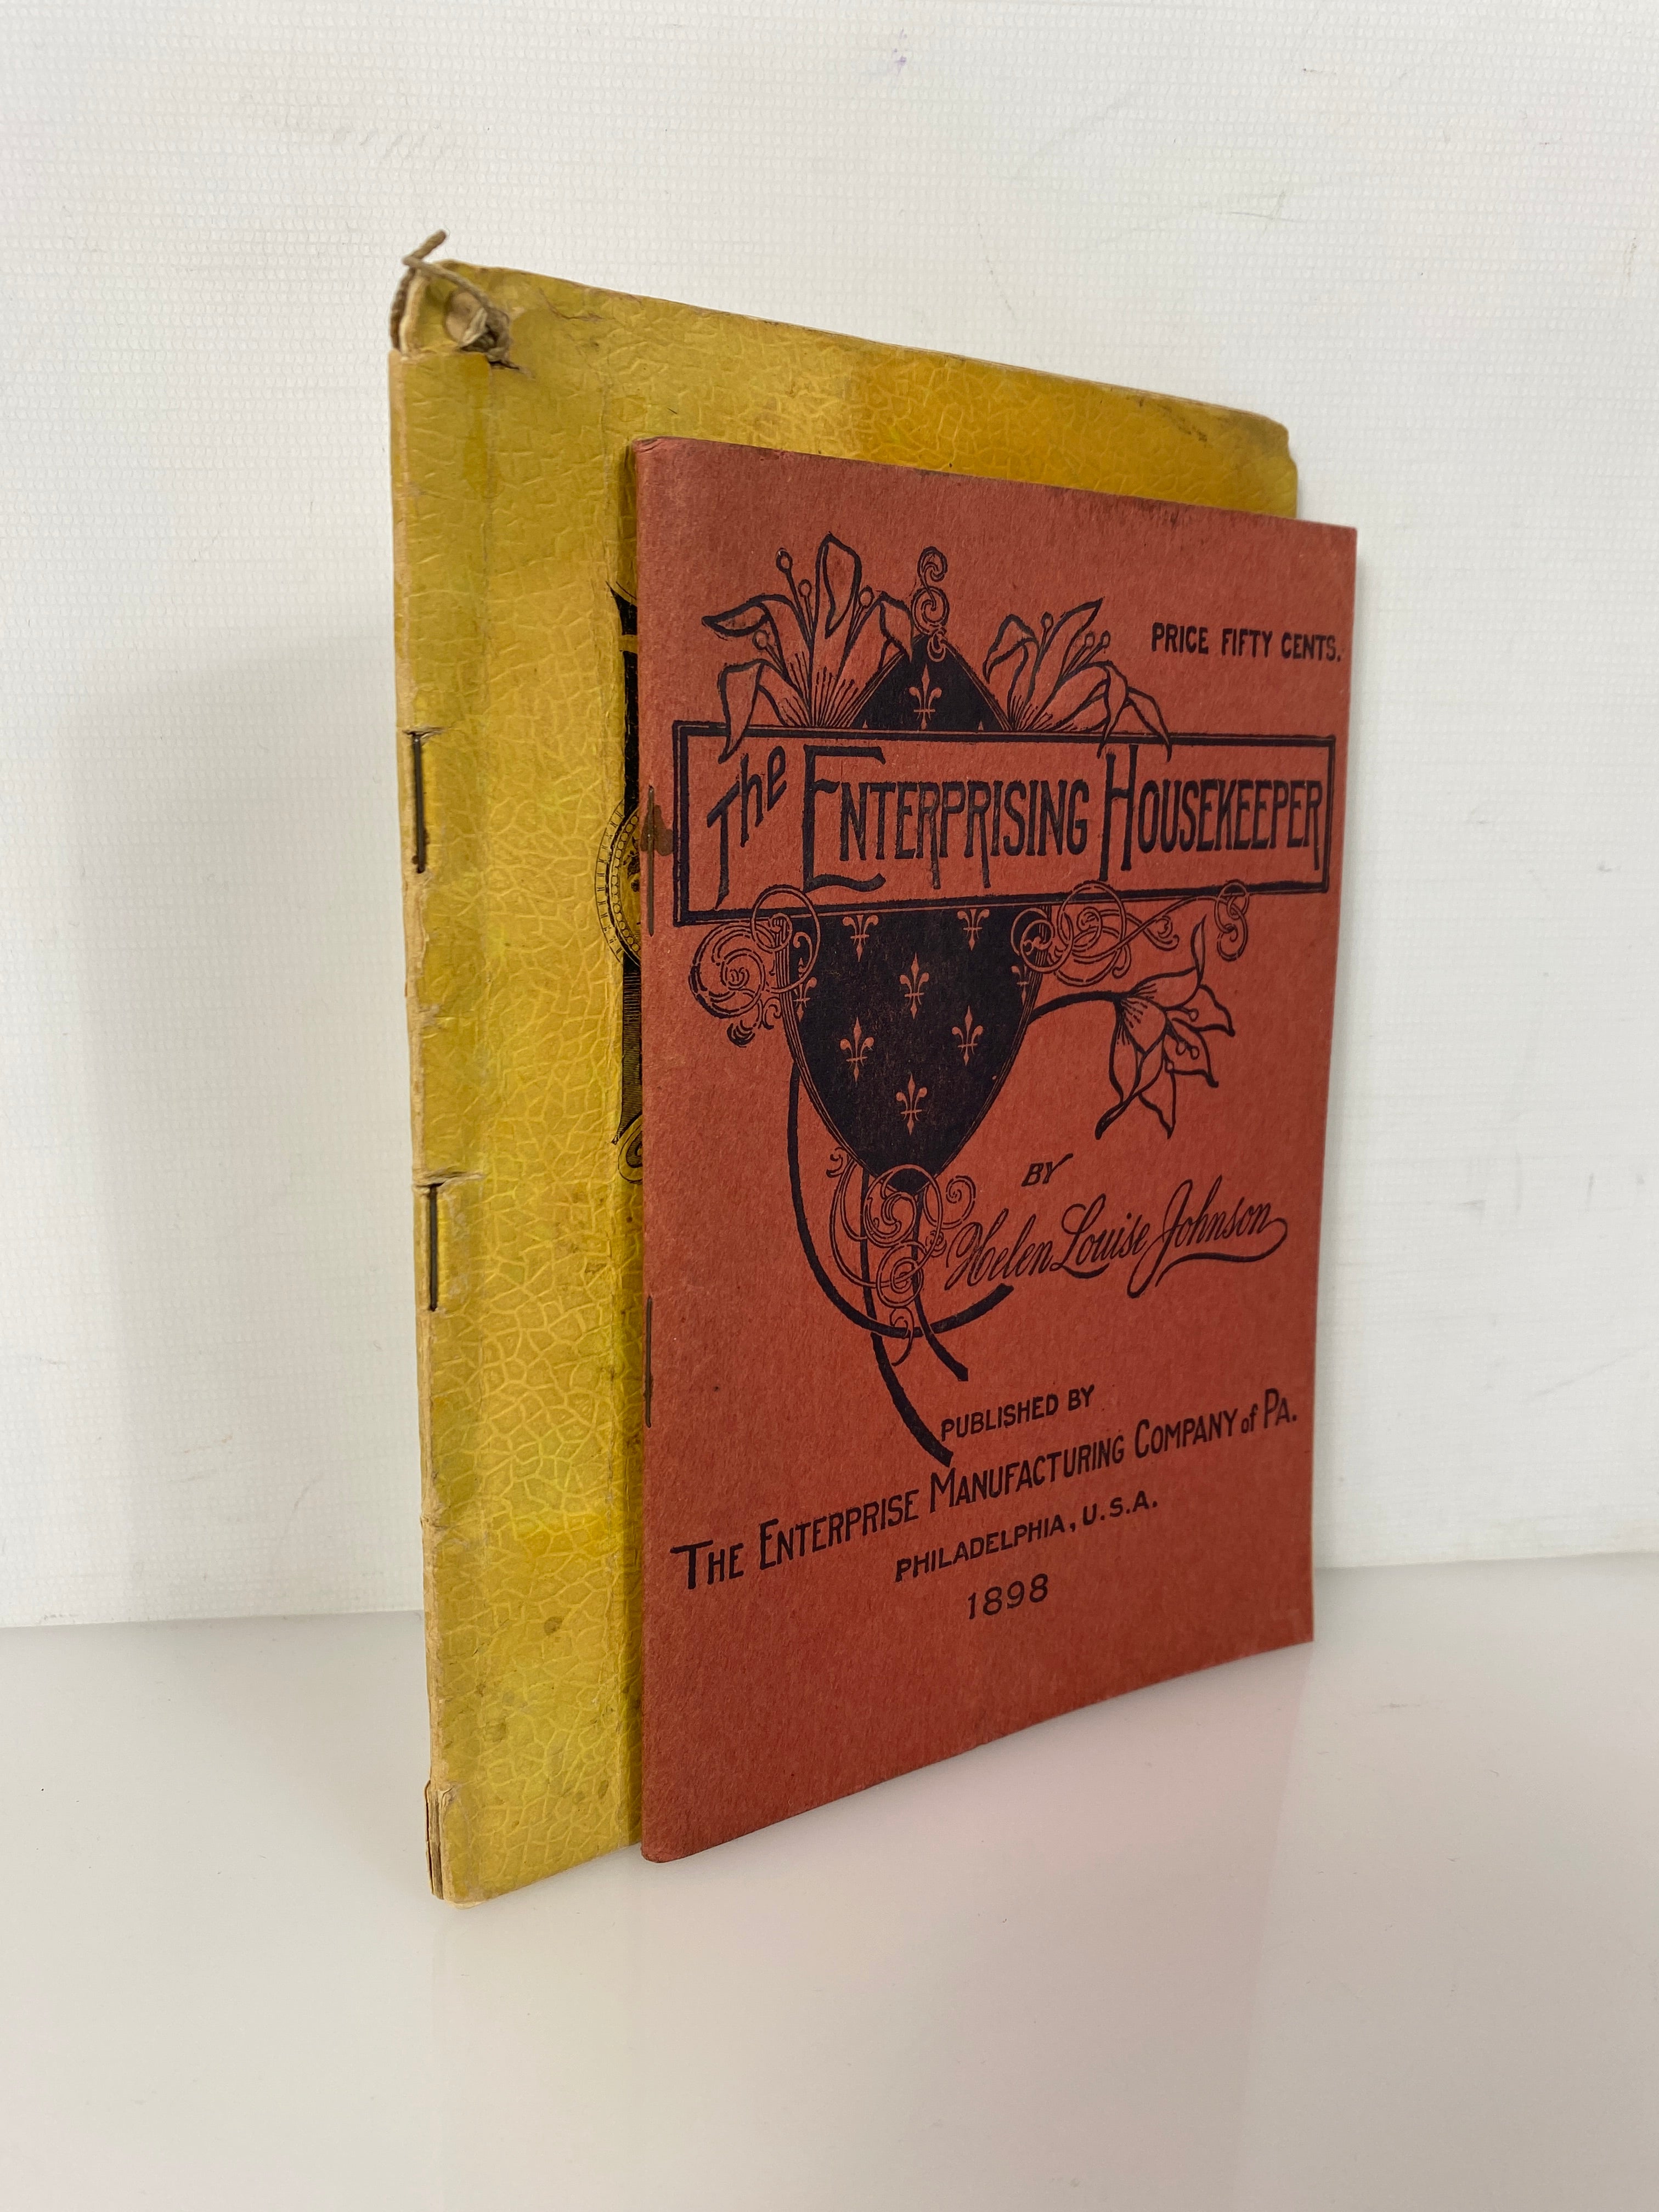 PRICE FIFTY CENTS.
The ENTERPRISING HOUSEKEEPER
BY
Helen Louise Johnson
PUBLISHED BY
THE ENTERPRISE MANUFACTURING COMPANY of PA.
PHILADELPHIA, U.S.A.
1898